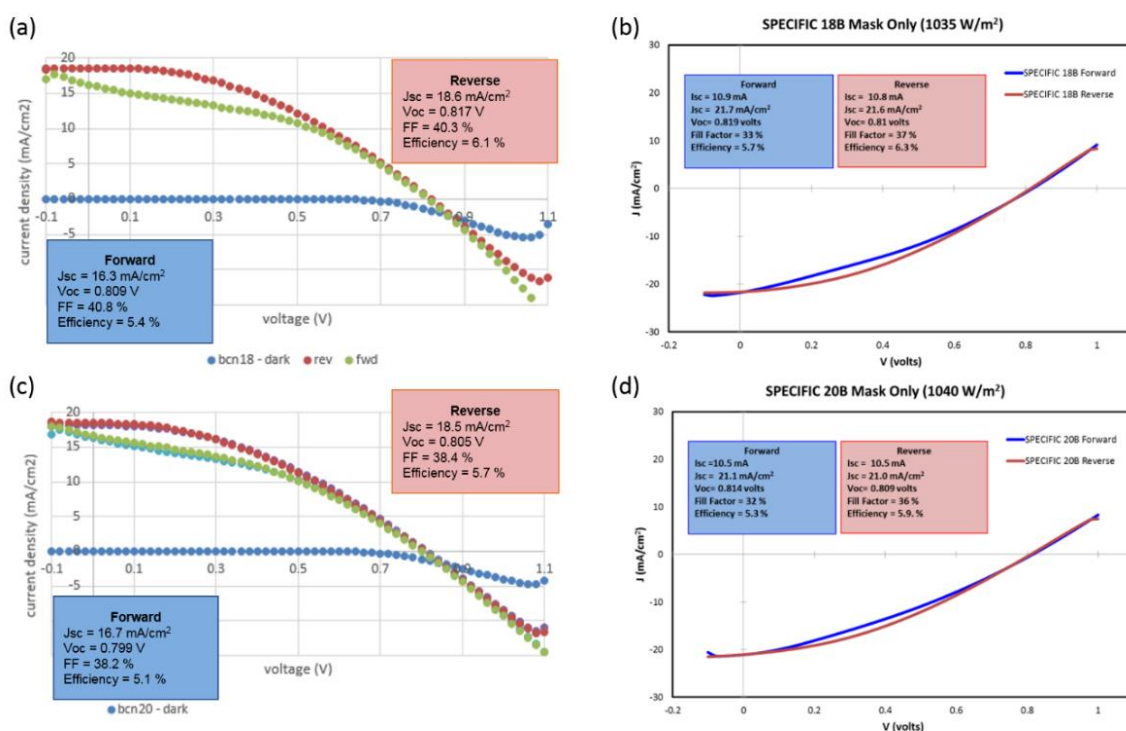 (a)
20
15
10
5
0
-5
-0.1
0.1
0.3
0.5
0.7
0.9
1.1
current density (mA/cm2)
voltage (V)
Reverse
Jsc = 18.6 mA/cm²
Voc = 0.817 V
FF = 40.3 %
Efficiency = 6.1 %
Forward
Jsc = 16.3 mA/cm²
Voc = 0.809 V
FF = 40.8 %
Efficiency = 5.4 %
bcn18 - dark rev fwd
(b)
SPECIFIC 18B Mask Only (1035 W/m²)
30
20
10
0
-10
-20
-30
J (mA/cm²)
SPECIFIC 18B Forward
SPECIFIC 18B Reverse
Forward
Isc = 10.9 mA
Jsc = 21.7 mA/cm²
Voc= 0.819 volts
Fill Factor = 33 %
Efficiency = 5.7 %
Reverse
Isc = 10.8 mA
Jsc = 21.6 mA/cm²
Voc= 0.81 volts
Fill Factor = 37 %
Efficiency = 6.3 %
-0.2 0 0.2 0.4 0.6 0.8 1
V (volts)
(c)
20
15
10
5
0
-5
-0.1
0.1
0.3
0.5
0.7
0.9
1.1
current density (mA/cm2)
voltage (V)
Reverse
Jsc = 18.5 mA/cm²
Voc = 0.805 V
FF = 38.4 %
Efficiency = 5.7 %
Forward
Jsc = 16.7 mA/cm²
Voc = 0.799 V
FF = 38.2 %
Efficiency = 5.1 %
bcn20 - dark
(d)
SPECIFIC 20B Mask Only (1040 W/m²)
30
20
10
0
-10
-20
-30
J (mA/cm²)
SPECIFIC 20B Forward
SPECIFIC 20B Reverse
Forward
Isc =10.5 mA
Jsc = 21.1 mA/cm²
Voc= 0.814 volts
Fill Factor = 32 %
Efficiency = 5.3 %
Reverse
Isc = 10.5 mA
Jsc = 21.0 mA/cm²
Voc= 0.809 volts
Fill Factor = 36 %
Efficiency = 5.9. %
-0.2 0 0.2 0.4 0.6 0.8 1
V (volts)